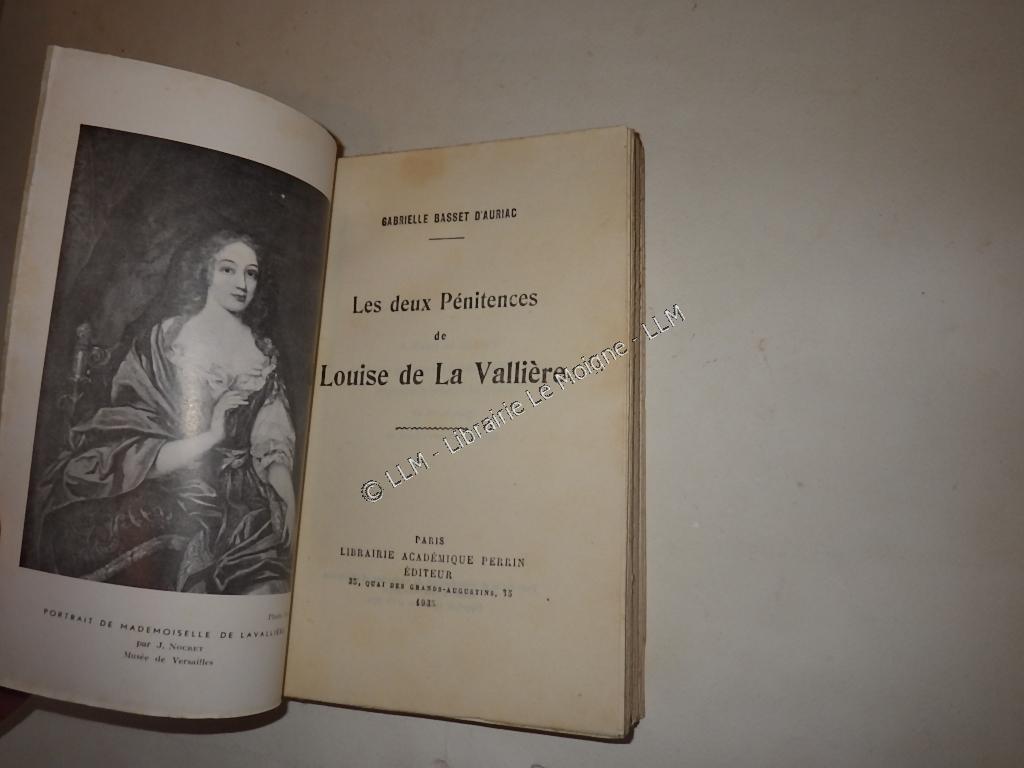 Photo
PORTRAIT DE MADEMOISELLE DE LAVALLIÈRE
par J. NOCRET
Musée de Versailles
GABRIELLE BASSET D'AURIAC
Les deux Pénitences
de
Louise de La Vallière
PARIS
LIBRAIRIE ACADÉMIQUE PERRIN
ÉDITEUR
35, QUAI DES GRANDS-AUGUSTINS, 35
© LLM - Librairie Le Moigne - LLM